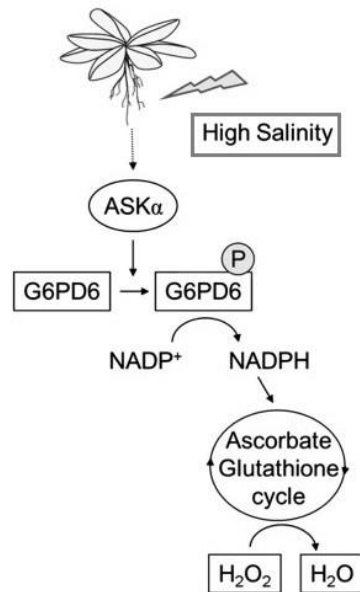 High Salinity
ASKα
P
G6PD6
G6PD6
NADP⁺
NADPH
Ascorbate
Glutathione
cycle
H₂O₂
H₂O